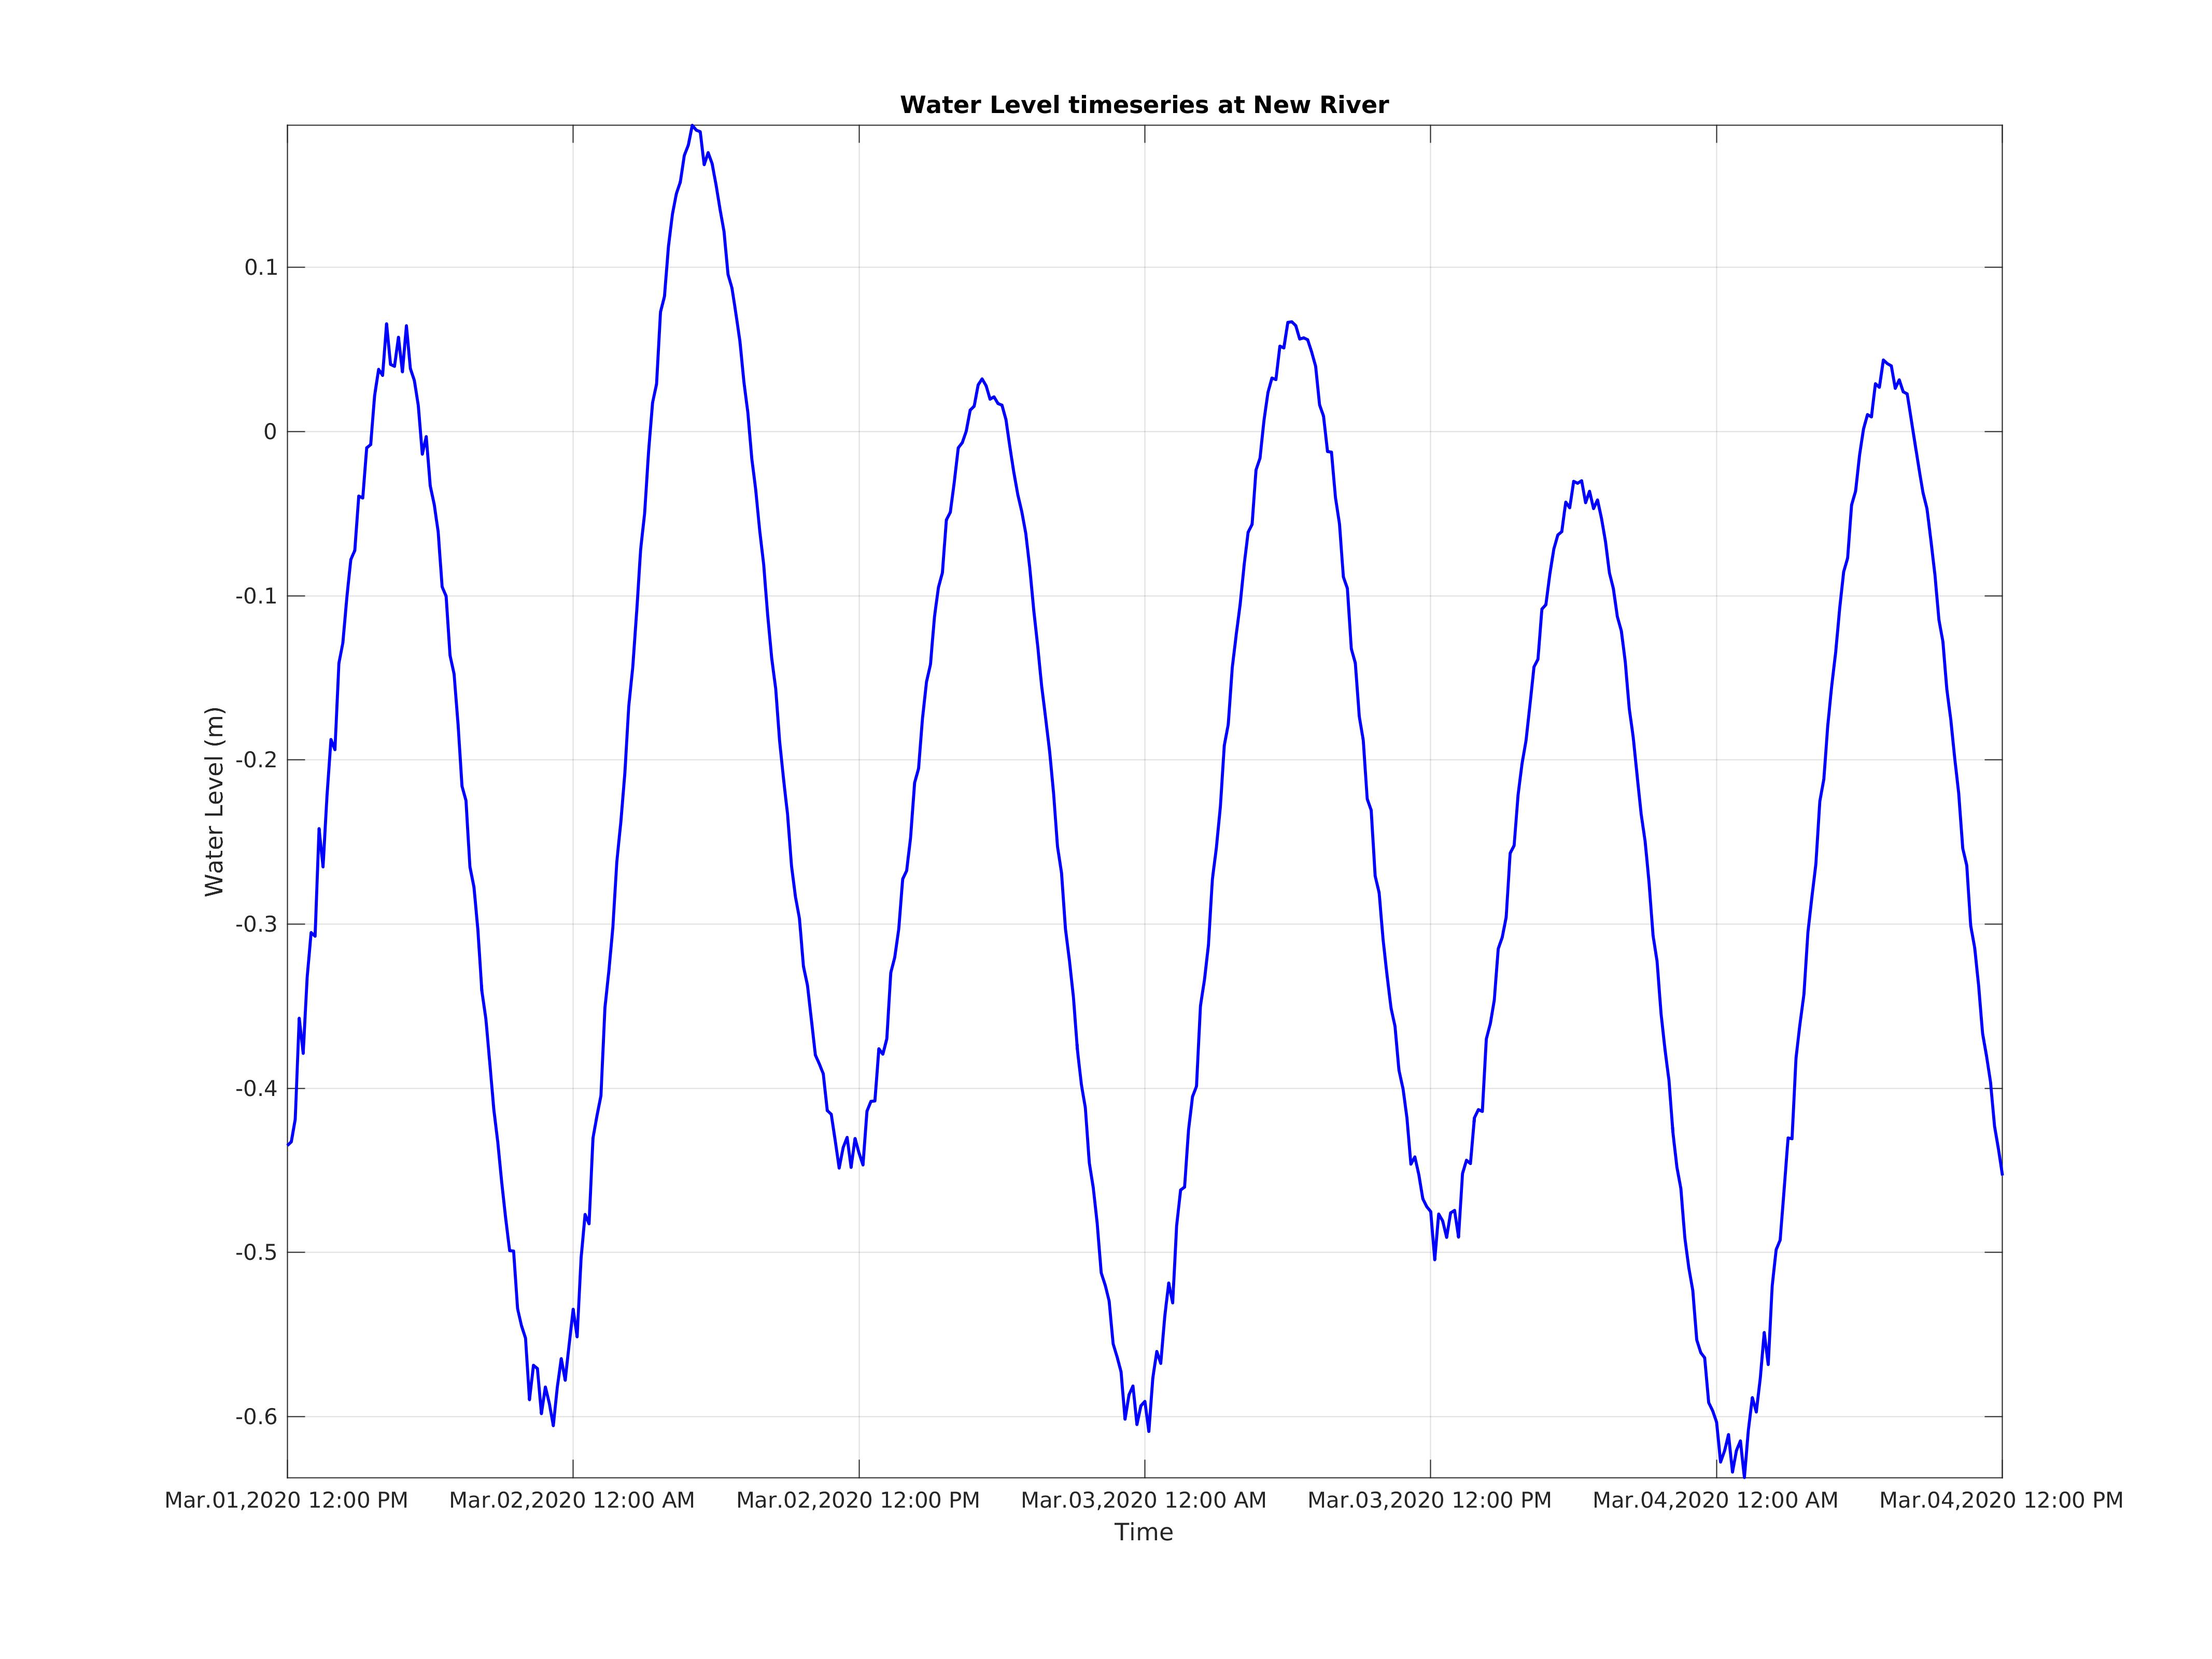 Water Level timeseries at New River
Water Level (m)
0.1
0
-0.1
-0.2
-0.3
-0.4
-0.5
-0.6
Mar.01,2020 12:00 PM
Mar.02,2020 12:00 AM
Mar.02,2020 12:00 PM
Mar.03,2020 12:00 AM
Mar.03,2020 12:00 PM
Mar.04,2020 12:00 AM
Mar.04,2020 12:00 PM
Time